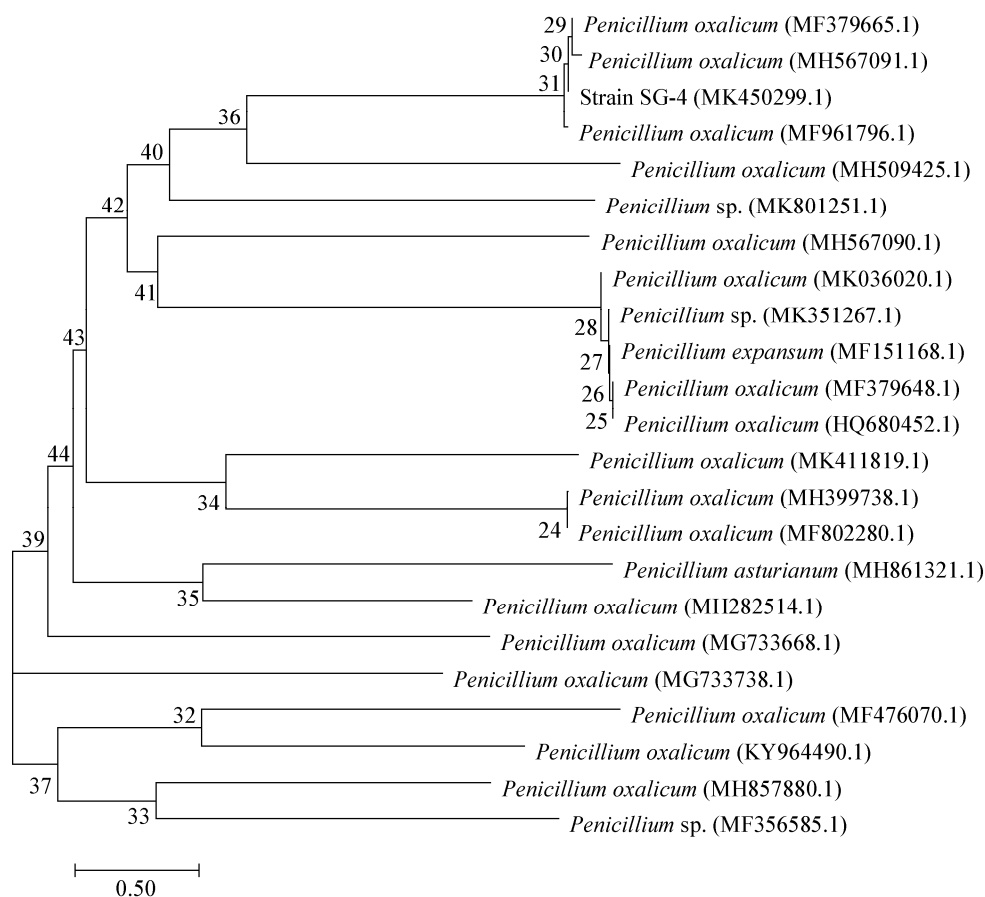 29
Penicillium oxalicum (MF379665.1)
30
Penicillium oxalicum (MH567091.1)
31
Strain SG-4 (MK450299.1)
36
Penicillium oxalicum (MF961796.1)
40
Penicillium oxalicum (MH509425.1)
42
Penicillium sp. (MK801251.1)
Penicillium oxalicum (MH567090.1)
41
Penicillium oxalicum (MK036020.1)
43
28
Penicillium sp. (MK351267.1)
27
Penicillium expansum (MF151168.1)
26
Penicillium oxalicum (MF379648.1)
25
Penicillium oxalicum (HQ680452.1)
44
Penicillium oxalicum (MK411819.1)
34
Penicillium oxalicum (MH399738.1)
24
Penicillium oxalicum (MF802280.1)
39
Penicillium asturianum (MH861321.1)
35
Penicillium oxalicum (MII282514.1)
Penicillium oxalicum (MG733668.1)
Penicillium oxalicum (MG733738.1)
32
Penicillium oxalicum (MF476070.1)
Penicillium oxalicum (KY964490.1)
37
Penicillium oxalicum (MH857880.1)
33
Penicillium sp. (MF356585.1)
0.50